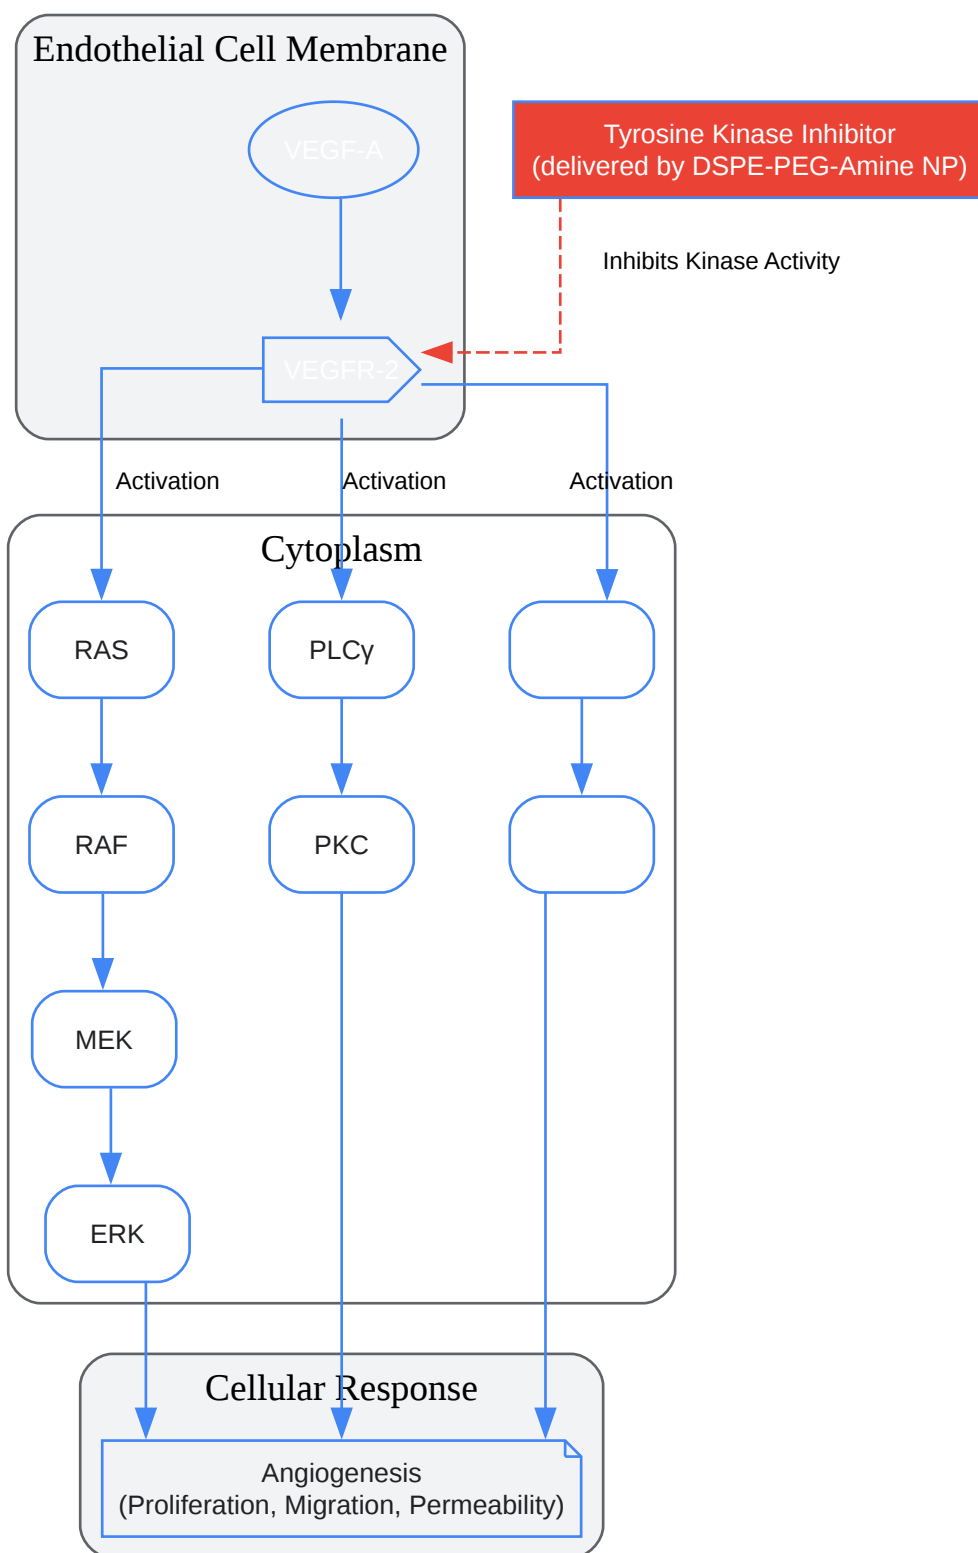 Endothelial Cell Membrane
VEGF-A
Tyrosine Kinase Inhibitor
(delivered by DSPE-PEG-Amine NP)
Inhibits Kinase Activity
VEGFR-2
Activation
Activation
Activation
Cytoplasm
RAS
PLCγ
RAF
PKC
MEK
ERK
Cellular Response
Angiogenesis
(Proliferation, Migration, Permeability)